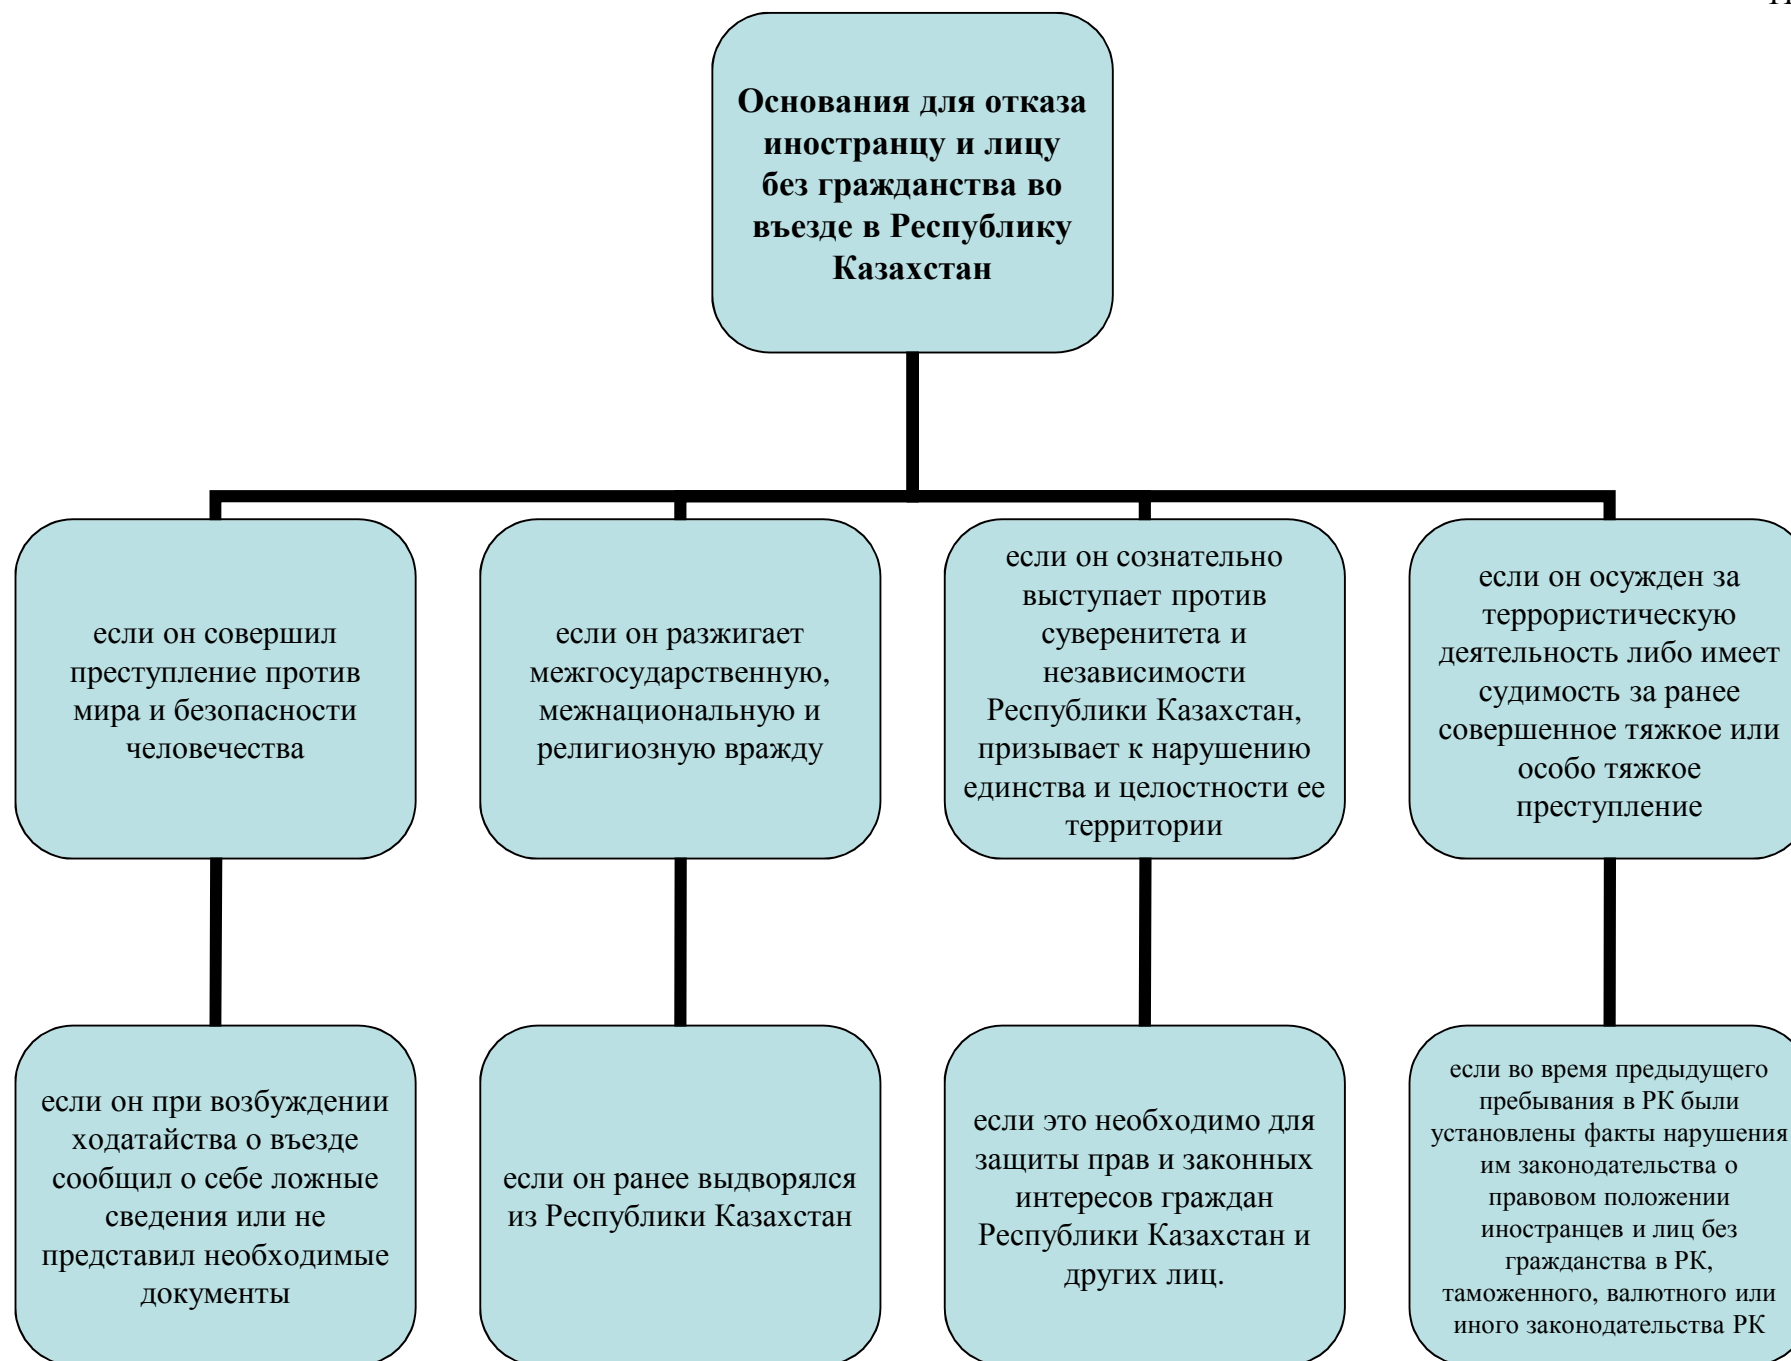 Основания для отказа
иностранцу и лицу
без гражданства во
въезде в Республику
Казахстан
если он совершил
преступление против
мира и безопасности
человечества
если он разжигает
межгосударственную,
межнациональную и
религиозную вражду
если он сознательно
выступает против
суверенитета и
независимости
Республики Казахстан,
призывает к нарушению
единства и целостности ее
территории
если он осужден за
террористическую
деятельность либо имеет
судимость за ранее
совершенное тяжкое или
особо тяжкое
преступление
если он при возбуждении
ходатайства о въезде
сообщил о себе ложные
сведения или не
представил необходимые
документы
если он ранее выдворялся
из Республики Казахстан
если это необходимо для
защиты прав и законных
интересов граждан
Республики Казахстан и
других лиц.
если во время предыдущего
пребывания в РК были
установлены факты нарушения
им законодательства о
правовом положении
иностранцев и лиц без
гражданства в РК,
таможенного, валютного или
иного законодательства РК